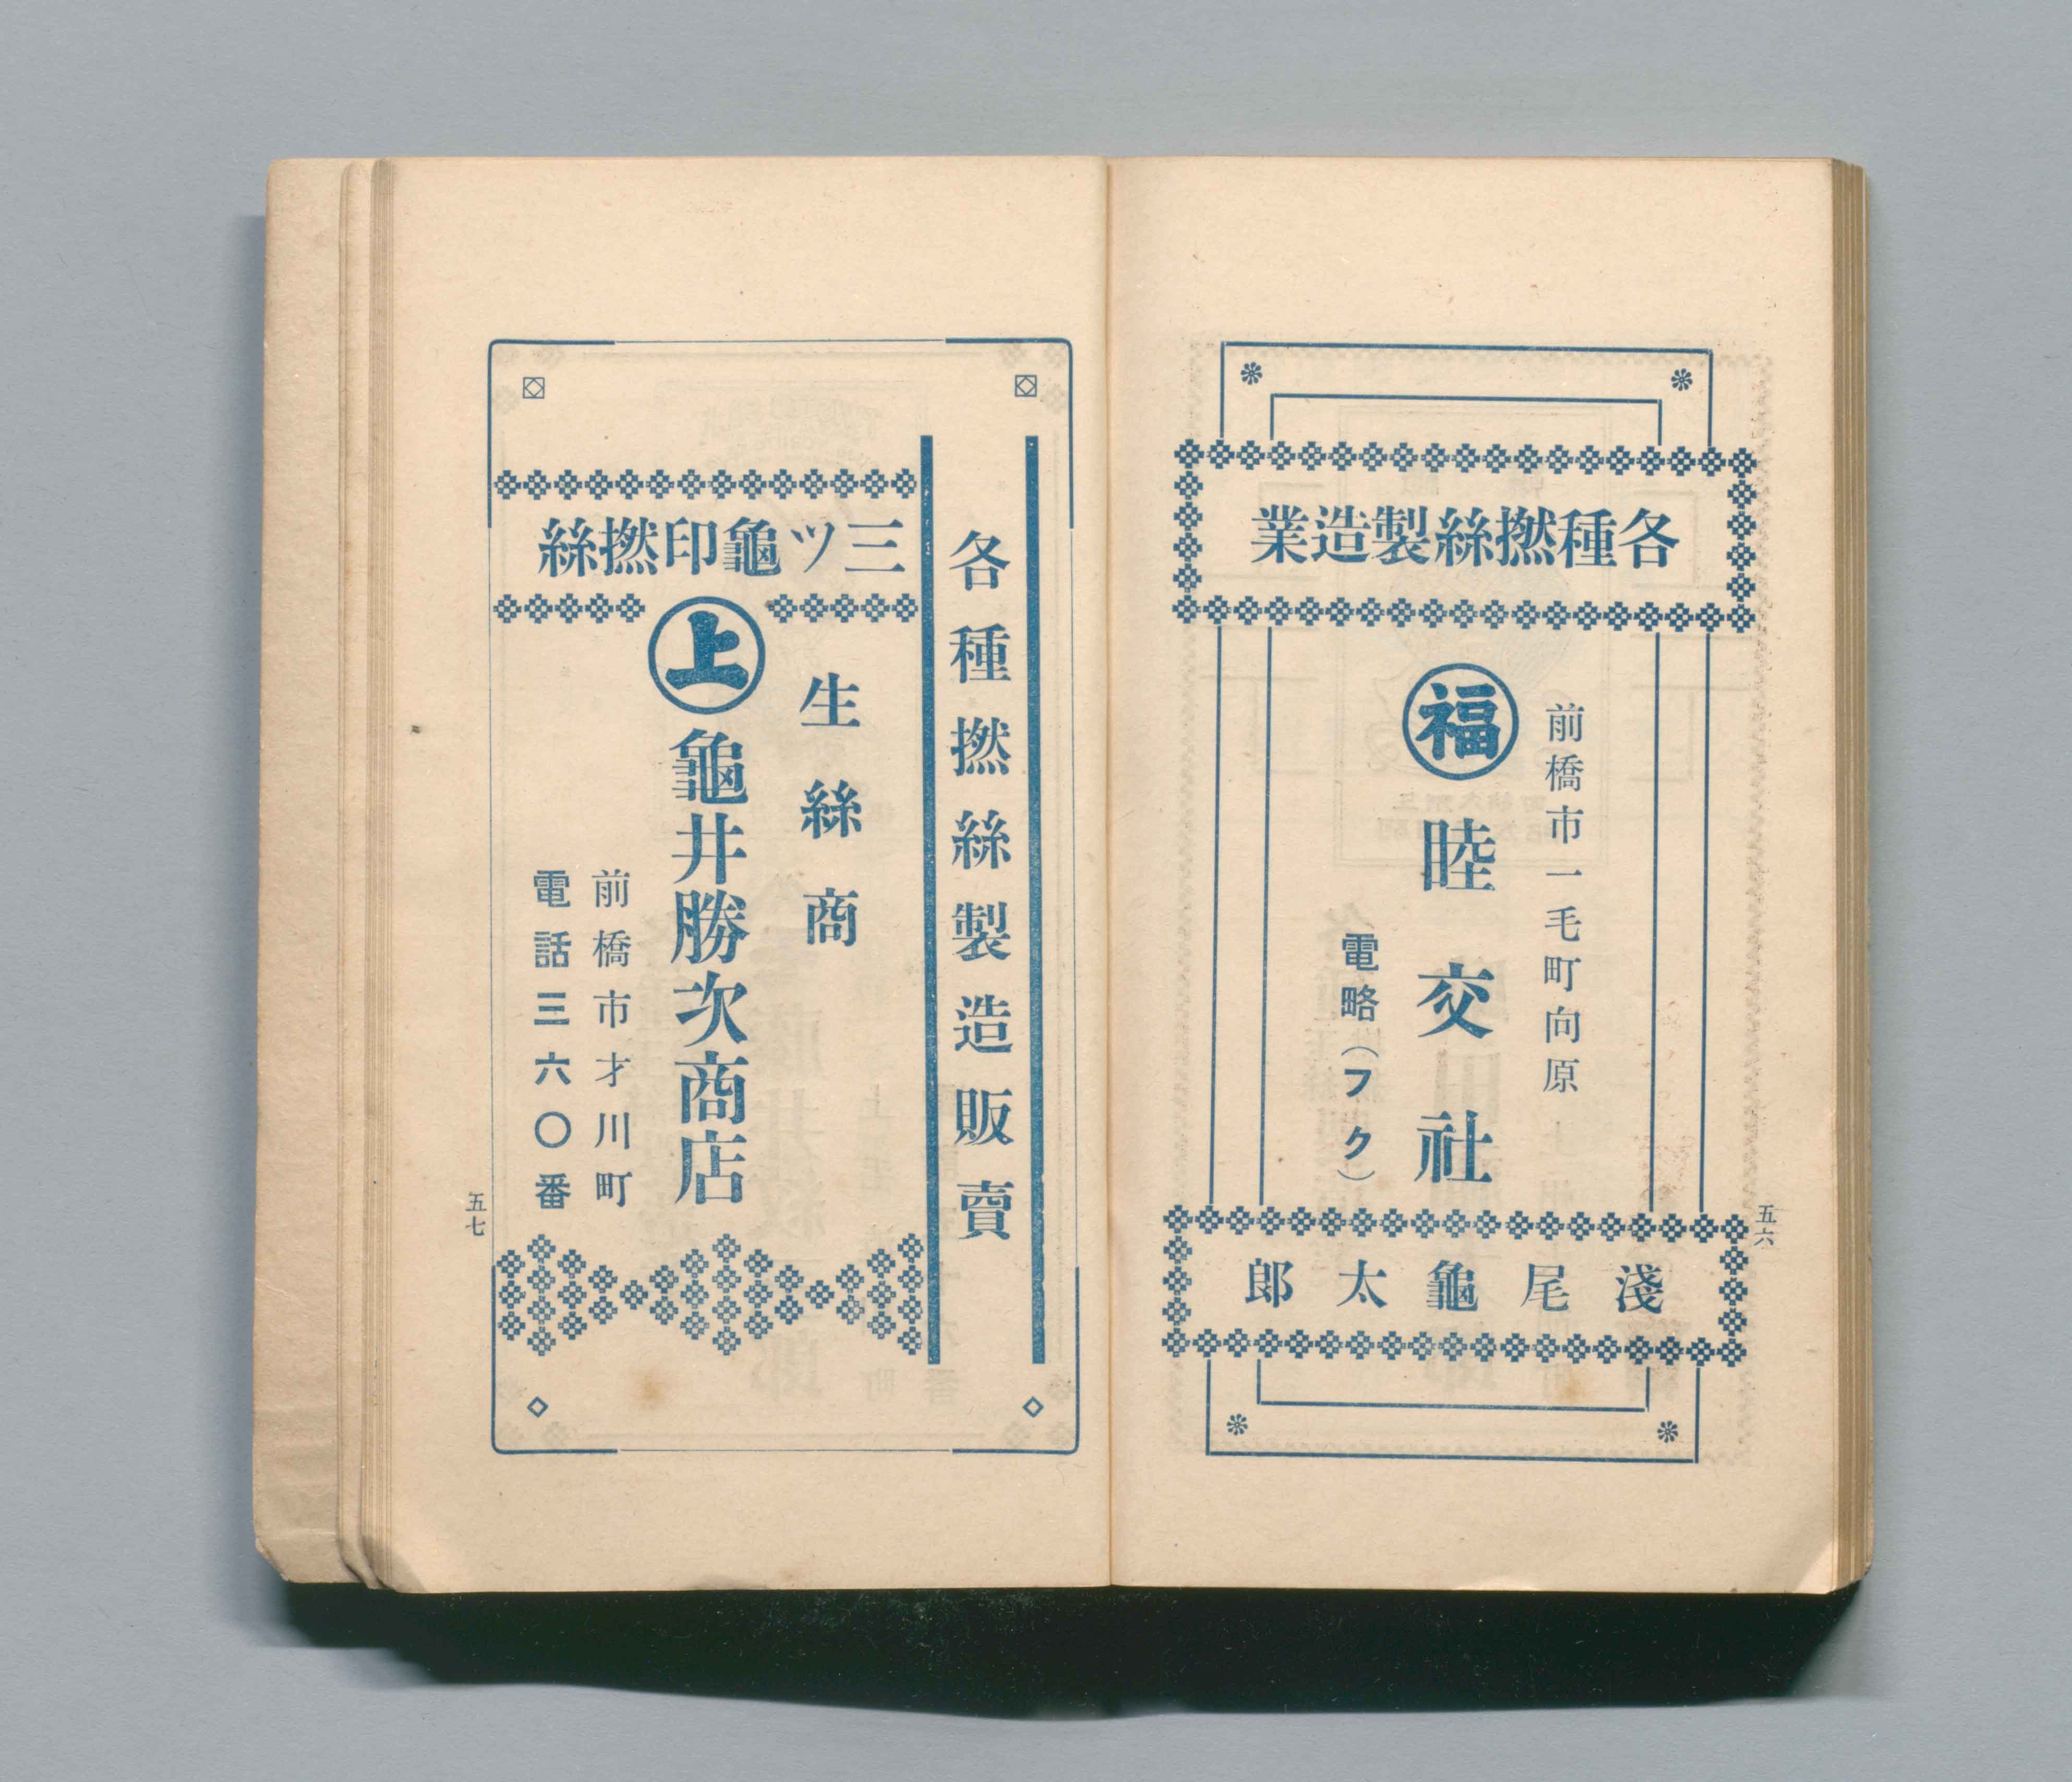 各種撚絲製造業
前橋市一毛町向原
福
陸交社
電略(フク)
淺尾龜太郎
五六
各種撚絲製造販賣
三ツ龜印撚絲
生絲商
上
龜井勝次商店
前橋市才川町
電話三六〇番
五七